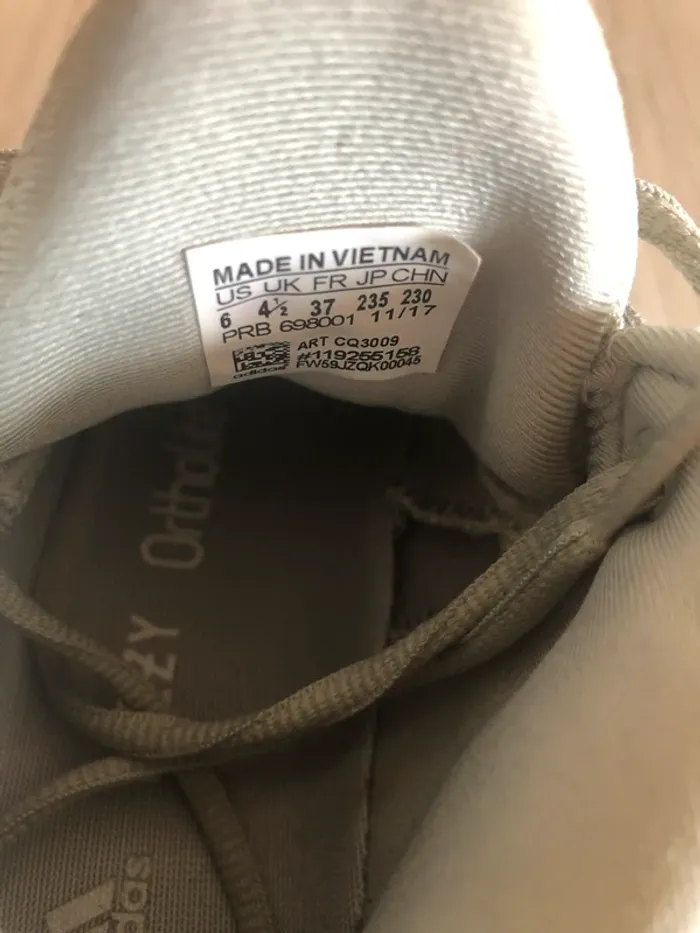 MADE IN VIETNAM
US UK FR JP CHN
6 4½ 37 235 230
PRB 698001 11/17
ART CQ3009
#119255158
FW59JZQK00045
adidas